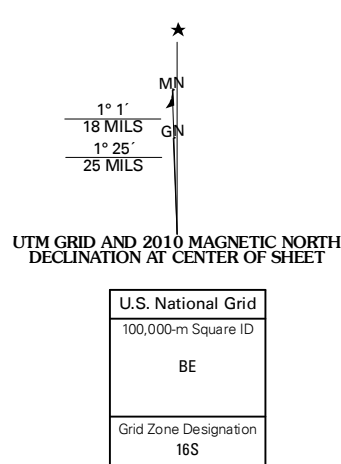 ★
MN
1° 1´
18 MILS
GN
1° 25´
25 MILS
UTM GRID AND 2010 MAGNETIC NORTH
DECLINATION AT CENTER OF SHEET
U.S. National Grid
100,000-m Square ID
BE
Grid Zone Designation
16S